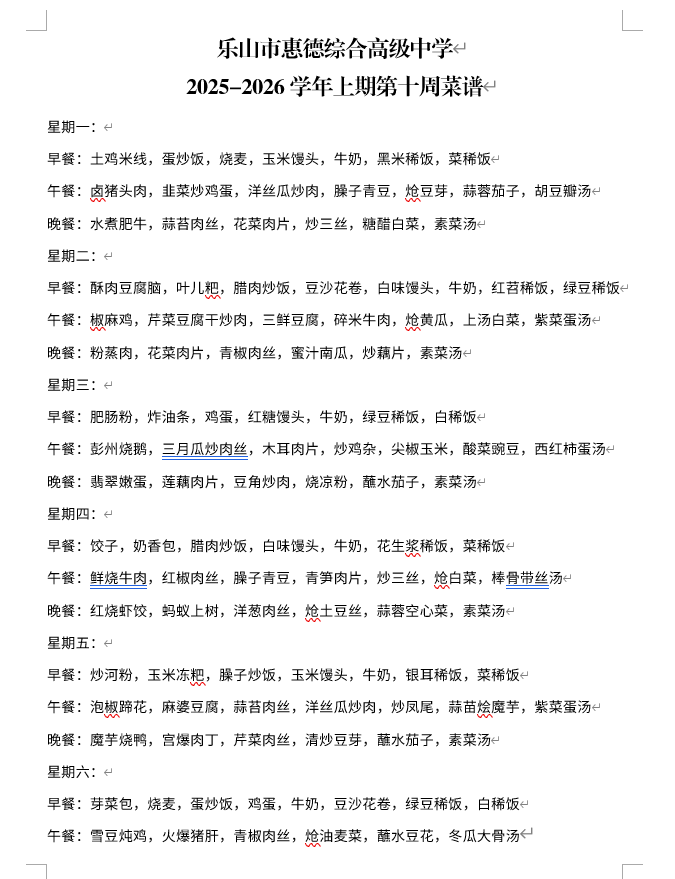 乐山市惠德综合高级中学
2025–2026 学年上期第十周菜谱
星期一：
早餐：土鸡米线，蛋炒饭，烧麦，玉米馒头，牛奶，黑米稀饭，菜稀饭
午餐：卤猪头肉，韭菜炒鸡蛋，洋丝瓜炒肉，臊子青豆，炝豆芽，蒜蓉茄子，胡豆瓣汤
晚餐：水煮肥牛，蒜苔肉丝，花菜肉片，炒三丝，糖醋白菜，素菜汤
星期二：
早餐：酥肉豆腐脑，叶儿粑，腊肉炒饭，豆沙花卷，白味馒头，牛奶，红苕稀饭，绿豆稀饭
午餐：椒麻鸡，芹菜豆腐干炒肉，三鲜豆腐，碎米牛肉，炝黄瓜，上汤白菜，紫菜蛋汤
晚餐：粉蒸肉，花菜肉片，青椒肉丝，蜜汁南瓜，炒藕片，素菜汤
星期三：
早餐：肥肠粉，炸油条，鸡蛋，红糖馒头，牛奶，绿豆稀饭，白稀饭
午餐：彭州烧鹅，三月瓜炒肉丝，木耳肉片，炒鸡杂，尖椒玉米，酸菜豌豆，西红柿蛋汤
晚餐：翡翠嫩蛋，莲藕肉片，豆角炒肉，烧凉粉，蘸水茄子，素菜汤
星期四：
早餐：饺子，奶香包，腊肉炒饭，白味馒头，牛奶，花生浆稀饭，菜稀饭
午餐：鲜烧牛肉，红椒肉丝，臊子青豆，青笋肉片，炒三丝，炝白菜，棒骨带丝汤
晚餐：红烧虾饺，蚂蚁上树，洋葱肉丝，炝土豆丝，蒜蓉空心菜，素菜汤
星期五：
早餐：炒河粉，玉米冻粑，臊子炒饭，玉米馒头，牛奶，银耳稀饭，菜稀饭
午餐：泡椒蹄花，麻婆豆腐，蒜苔肉丝，洋丝瓜炒肉，炒凤尾，蒜苗烩魔芋，紫菜蛋汤
晚餐：魔芋烧鸭，宫爆肉丁，芹菜肉丝，清炒豆芽，蘸水茄子，素菜汤
星期六：
早餐：芽菜包，烧麦，蛋炒饭，鸡蛋，牛奶，豆沙花卷，绿豆稀饭，白稀饭
午餐：雪豆炖鸡，火爆猪肝，青椒肉丝，炝油麦菜，蘸水豆花，冬瓜大骨汤